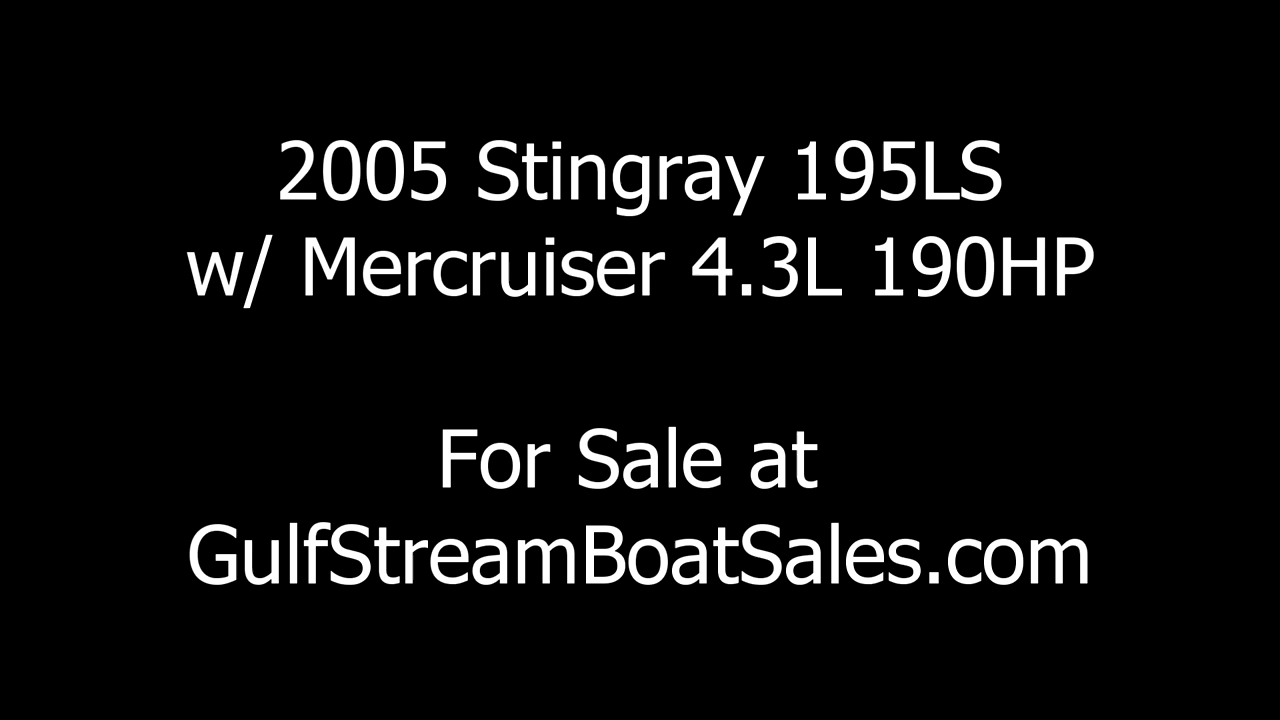 2005 Stingray 195LS
w/ Mercruiser 4.3L 190HP
For Sale at
GulfStreamBoatSales.com